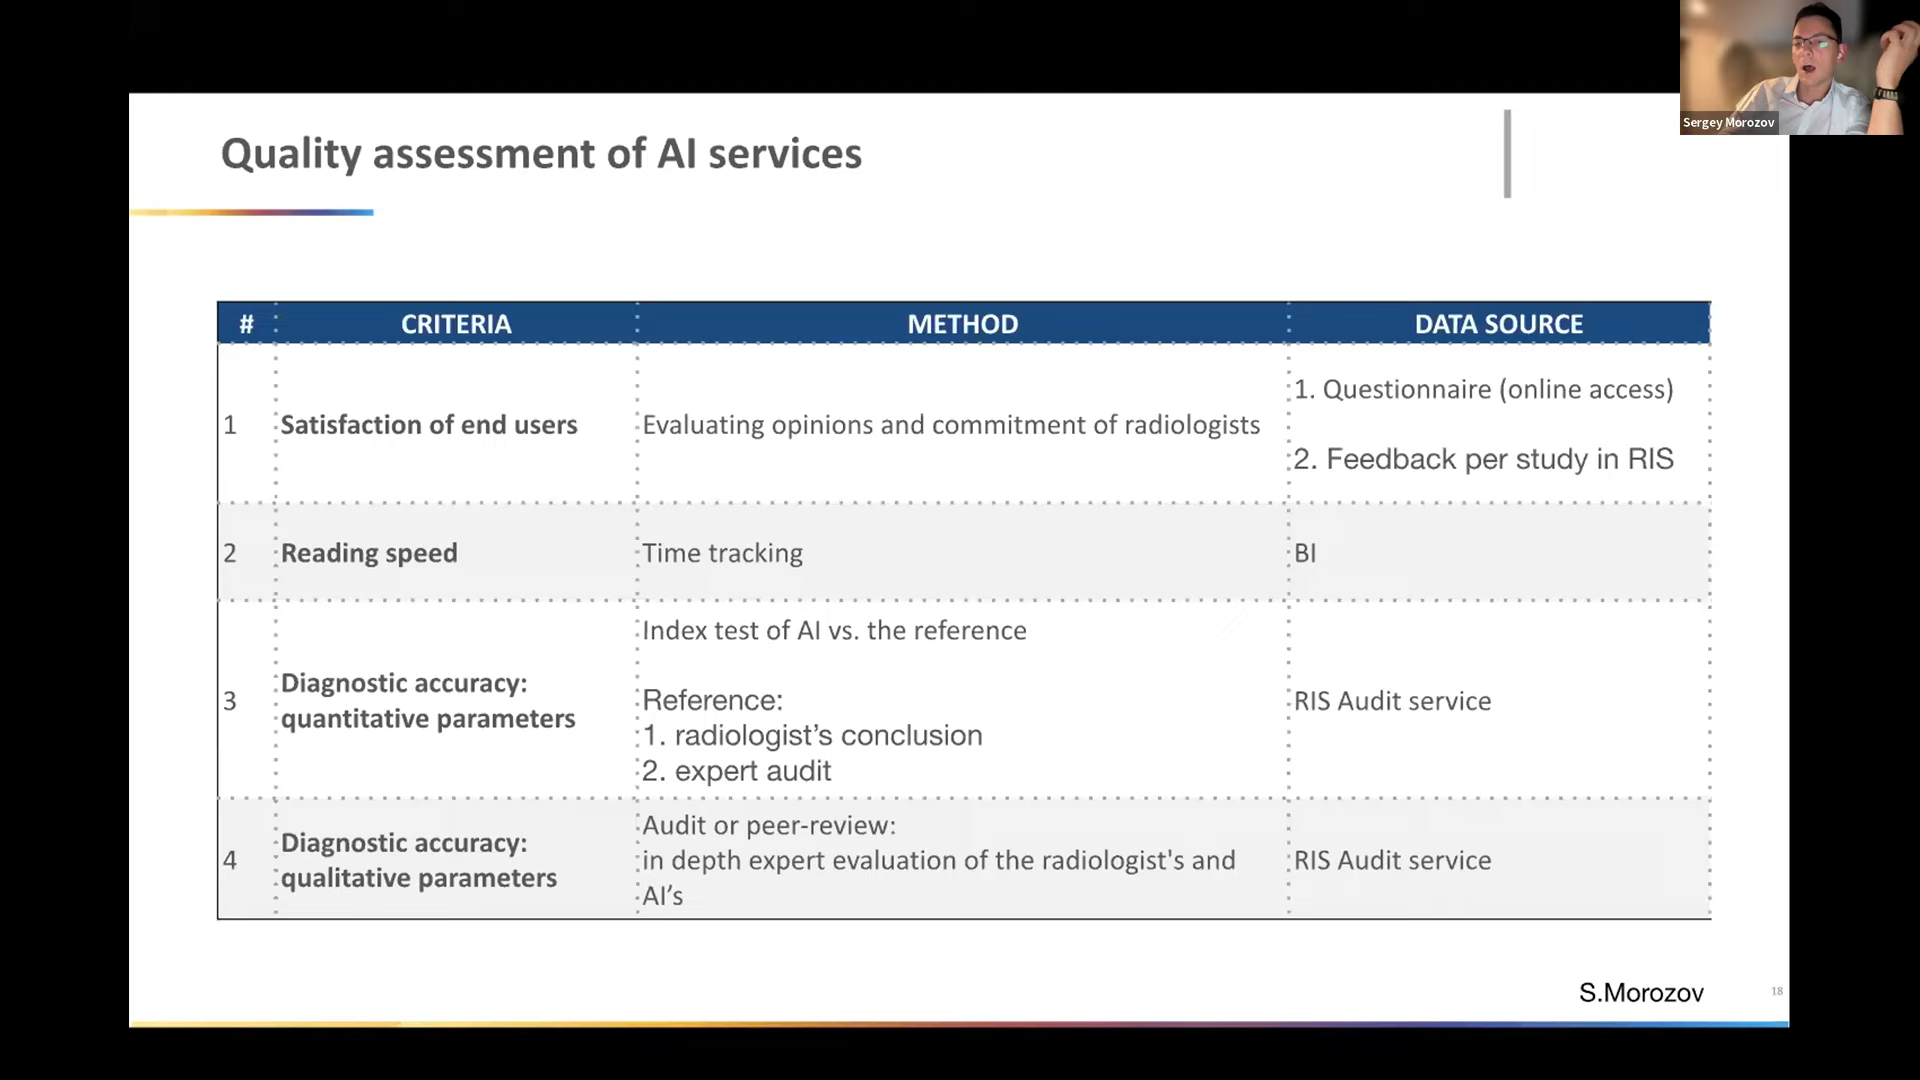 Sergey Morozov
Quality assessment of AI services
# CRITERIA METHOD DATA SOURCE
1 Satisfaction of end users Evaluating opinions and commitment of radiologists 1. Questionnaire (online access)
2. Feedback per study in RIS
2 Reading speed Time tracking BI
3 Diagnostic accuracy:
quantitative parameters
Index test of AI vs. the reference
Reference:
1. radiologist’s conclusion
2. expert audit
RIS Audit service
4 Diagnostic accuracy:
qualitative parameters
Audit or peer-review:
in depth expert evaluation of the radiologist's and
AI’s
RIS Audit service
S.Morozov
18